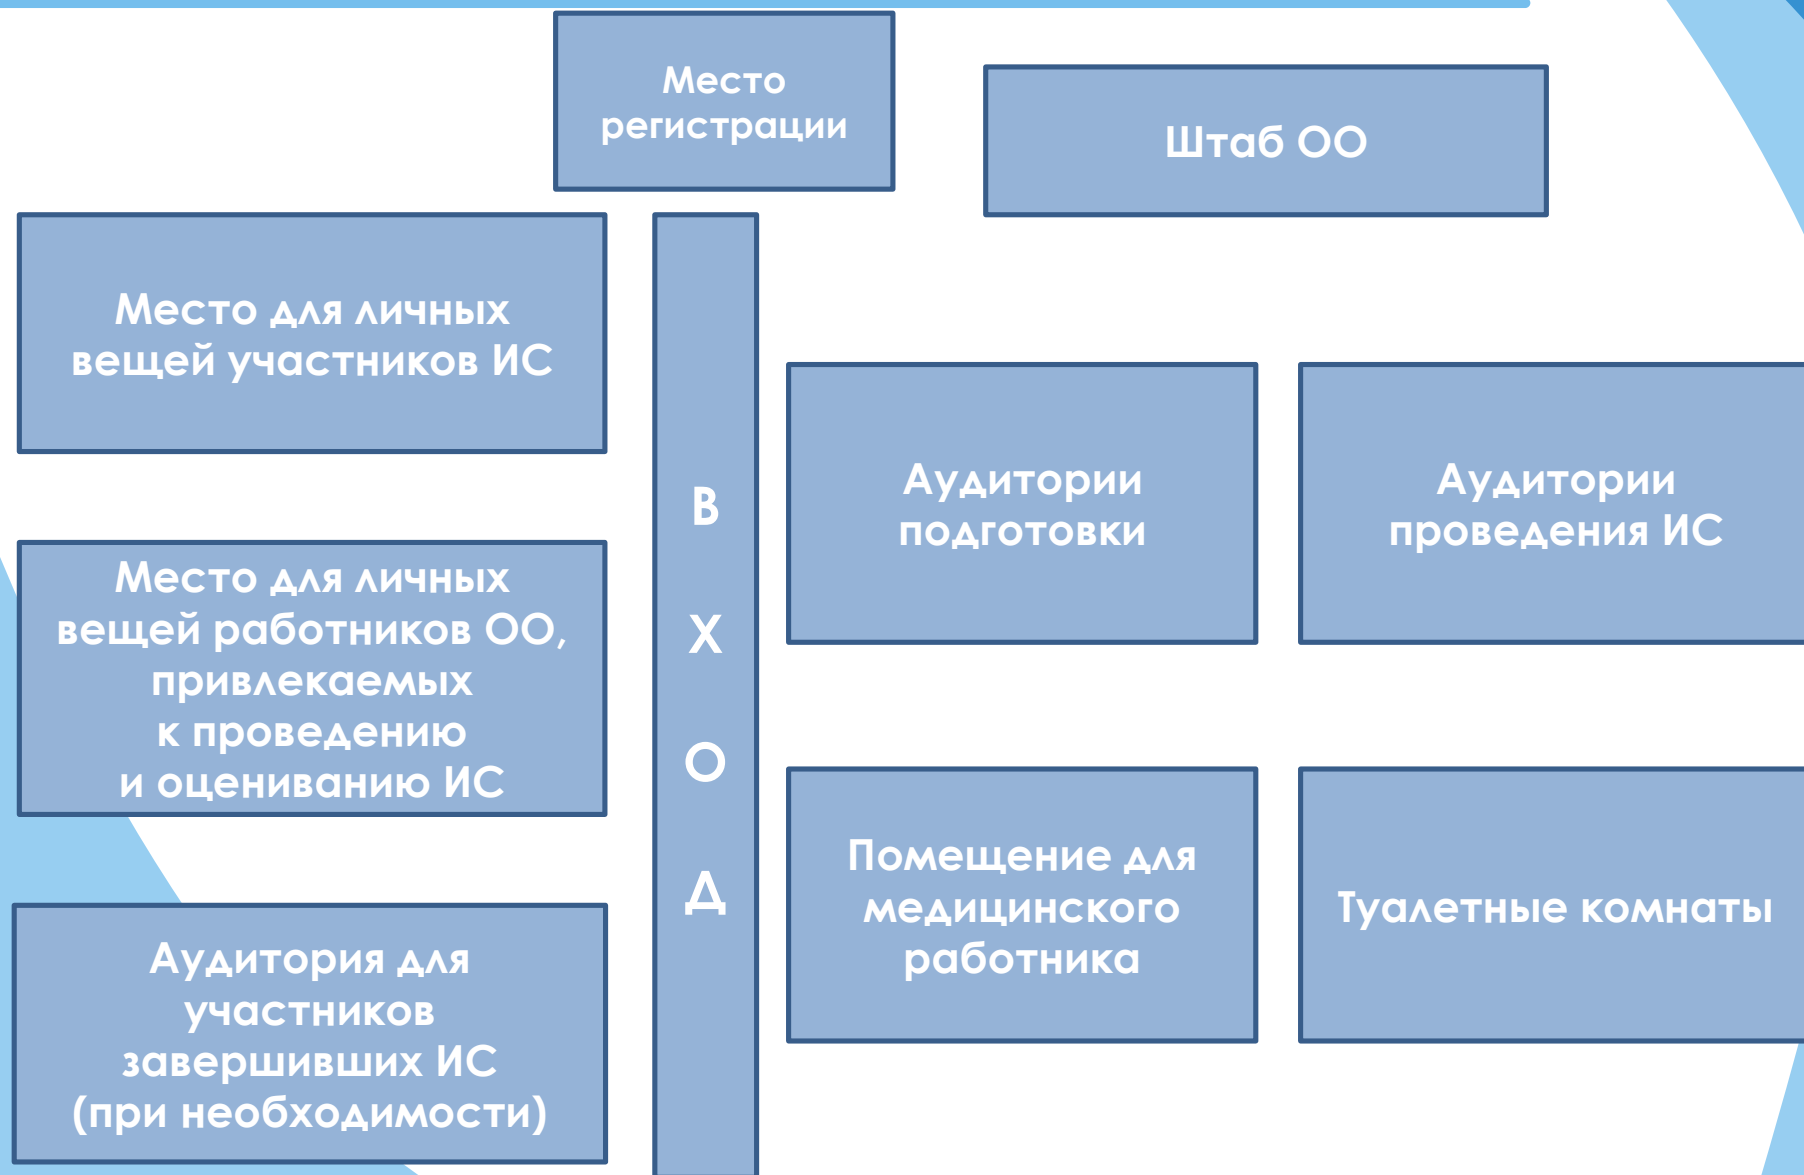 Место
регистрации
Штаб ОО
Место для личных
вещей участников ИС
Место для личных
вещей работников ОО,
привлекаемых
к проведению
и оцениванию ИС
Аудитория для
участников
завершивших ИС
(при необходимости)
В
Х
О
Д
Аудитории
подготовки
Аудитории
проведения ИС
Помещение для
медицинского
работника
Туалетные комнаты